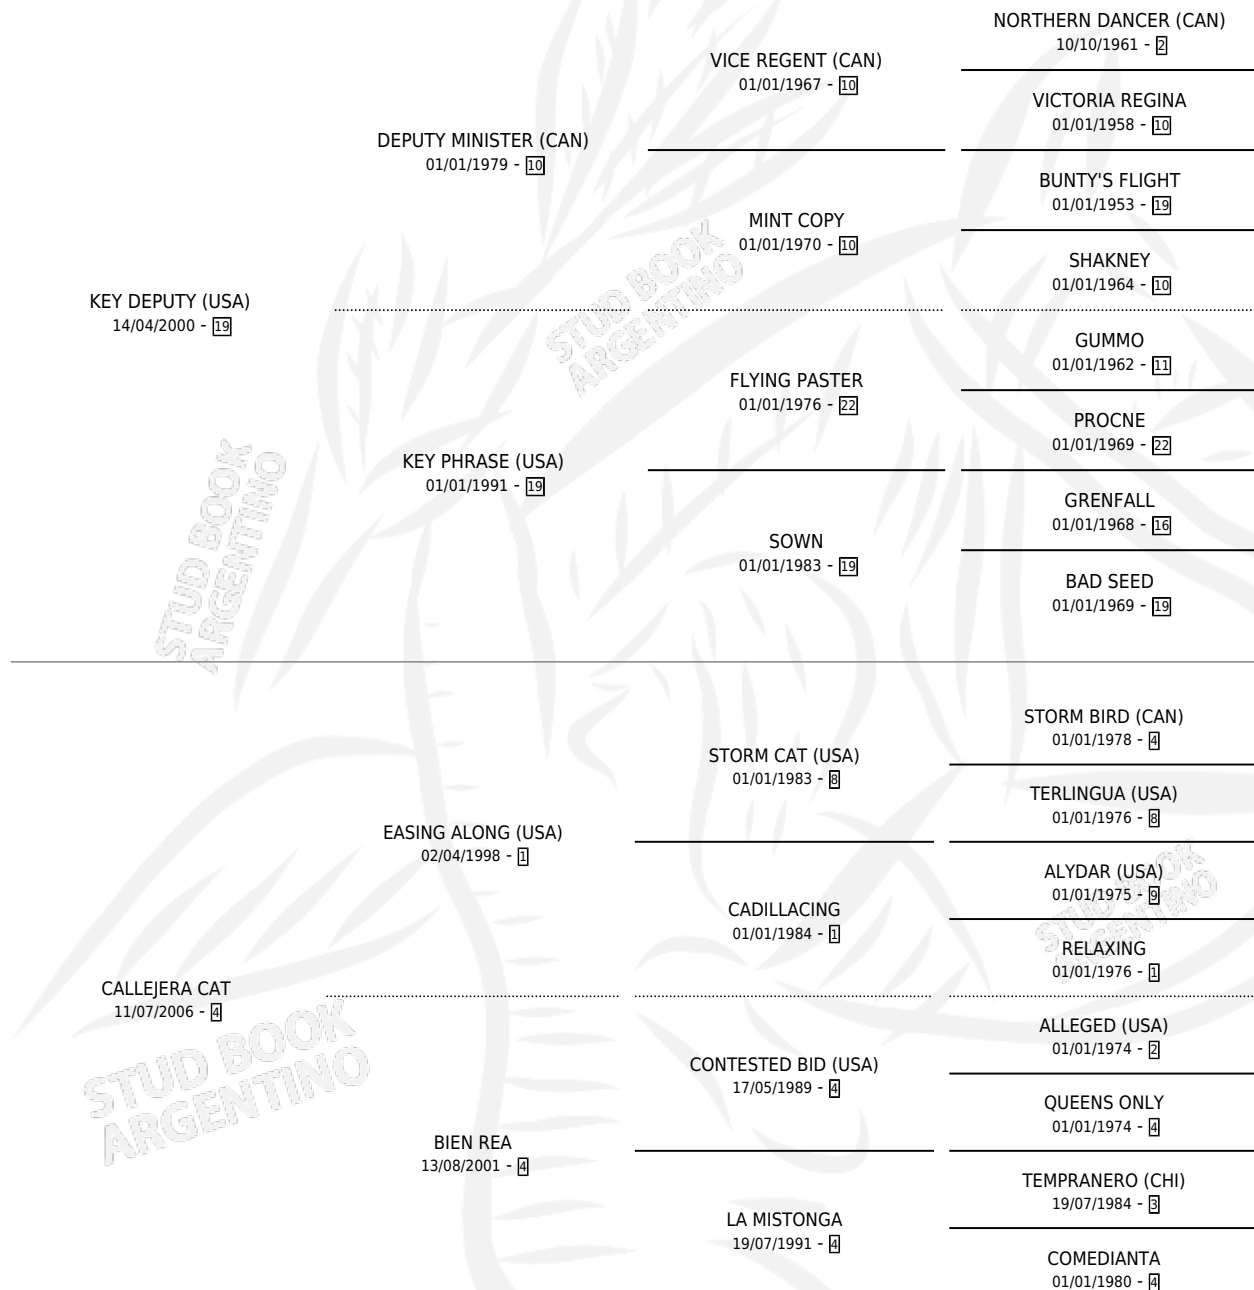 NORTHERN DANCER (CAN)
10/10/1961 - 2
VICE REGENT (CAN)
01/01/1967 - 10
VICTORIA REGINA
01/01/1958 - 10
DEPUTY MINISTER (CAN)
01/01/1979 - 10
BUNTY'S FLIGHT
01/01/1953 - 19
MINT COPY
01/01/1970 - 10
SHAKNEY
01/01/1964 - 10
KEY DEPUTY (USA)
14/04/2000 - 19
GUMMO
01/01/1962 - 11
FLYING PASTER
01/01/1976 - 22
PROCNE
01/01/1969 - 22
KEY PHRASE (USA)
01/01/1991 - 19
GRENFALL
01/01/1968 - 16
SOWN
01/01/1983 - 19
BAD SEED
01/01/1969 - 19
STORM BIRD (CAN)
01/01/1978 - 4
STORM CAT (USA)
01/01/1983 - 8
TERLINGUA (USA)
01/01/1976 - 8
EASING ALONG (USA)
02/04/1998 - 1
ALYDAR (USA)
01/01/1975 - 9
CADILLACING
01/01/1984 - 1
RELAXING
01/01/1976 - 1
CALLEJERA CAT
11/07/2006 - 4
ALLEGED (USA)
01/01/1974 - 2
CONTESTED BID (USA)
17/05/1989 - 4
QUEENS ONLY
01/01/1974 - 4
BIEN REA
13/08/2001 - 4
TEMPRANERO (CHI)
19/07/1984 - 3
LA MISTONGA
19/07/1991 - 4
COMEDIANTA
01/01/1980 - 4
STUD BOOK
ARGENTINO
STUD BOOK
ARGENTINO
STUD BOOK
ARGENTINO
STUD BOOK
ARGENTINO